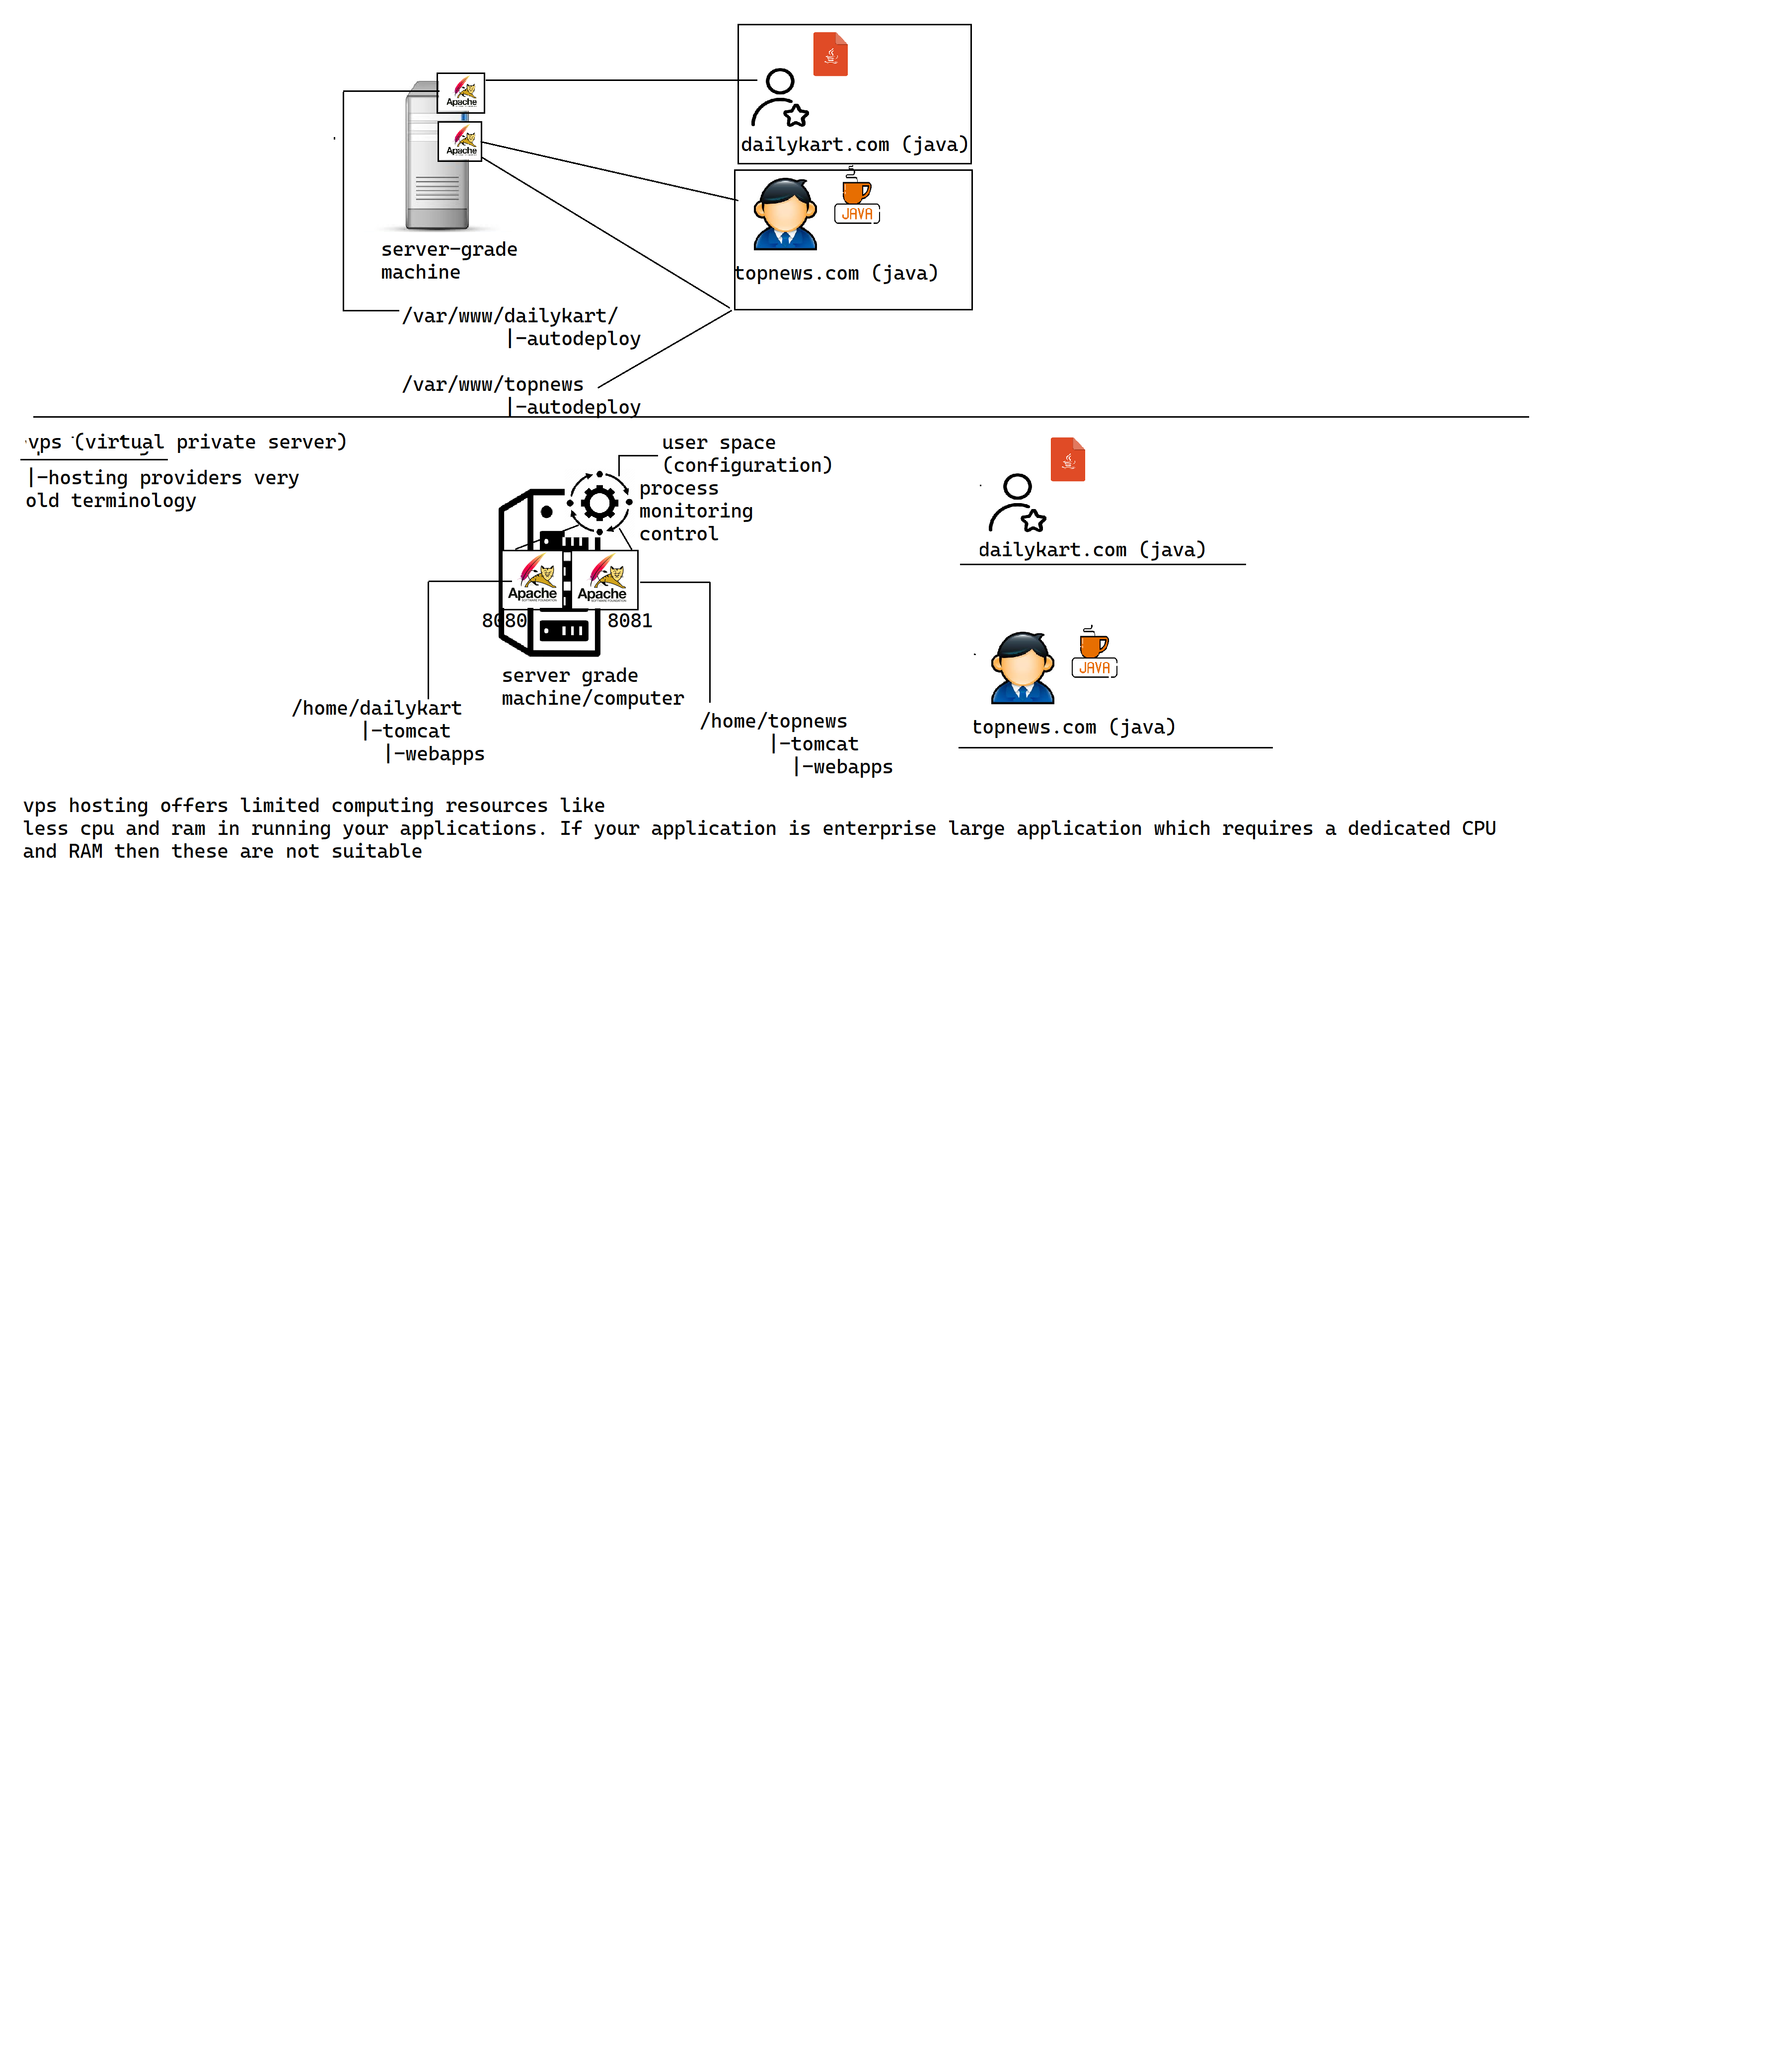 Apache
Apache
dailykart.com (java)
JAVA
topnews.com (java)
server-grade
machine
/var/www/dailykart/
|-autodeploy
/var/www/topnews
|-autodeploy
vps (virtual private server)
|-hosting providers very
old terminology
user space
(configuration)
process
monitoring
control
Apache
SOFTWARE FOUNDATION
Apache
SOFTWARE FOUNDATION
8080
8081
server grade
machine/computer
/home/dailykart
|-tomcat
|-webapps
/home/topnews
|-tomcat
|-webapps
dailykart.com (java)
JAVA
topnews.com (java)
vps hosting offers limited computing resources like
less cpu and ram in running your applications. If your application is enterprise large application which requires a dedicated CPU
and RAM then these are not suitable